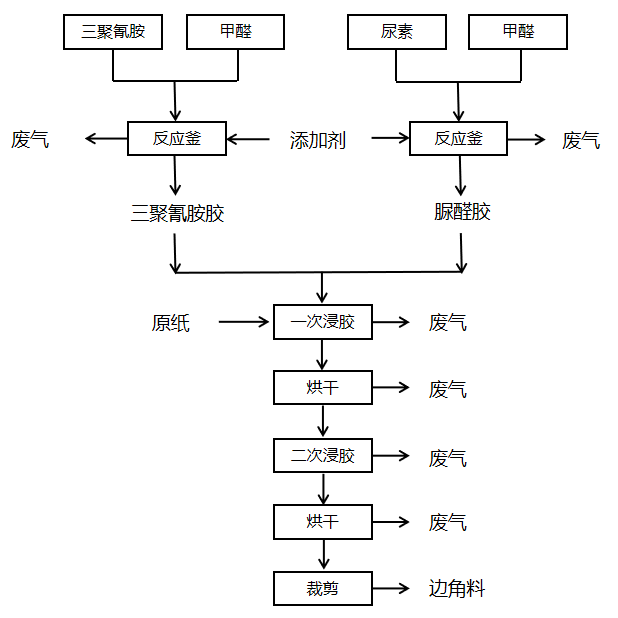 三聚氰胺
甲醛
尿素
甲醛
废气
反应釜
添加剂
反应釜
废气
三聚氰胺胶
脲醛胶
原纸
一次浸胶
废气
烘干
废气
二次浸胶
废气
烘干
废气
裁剪
边角料